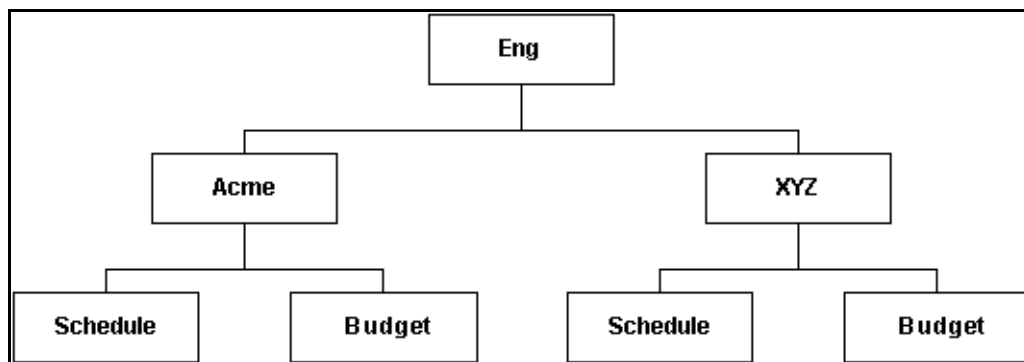 Eng
Acme
XYZ
Schedule
Budget
Schedule
Budget